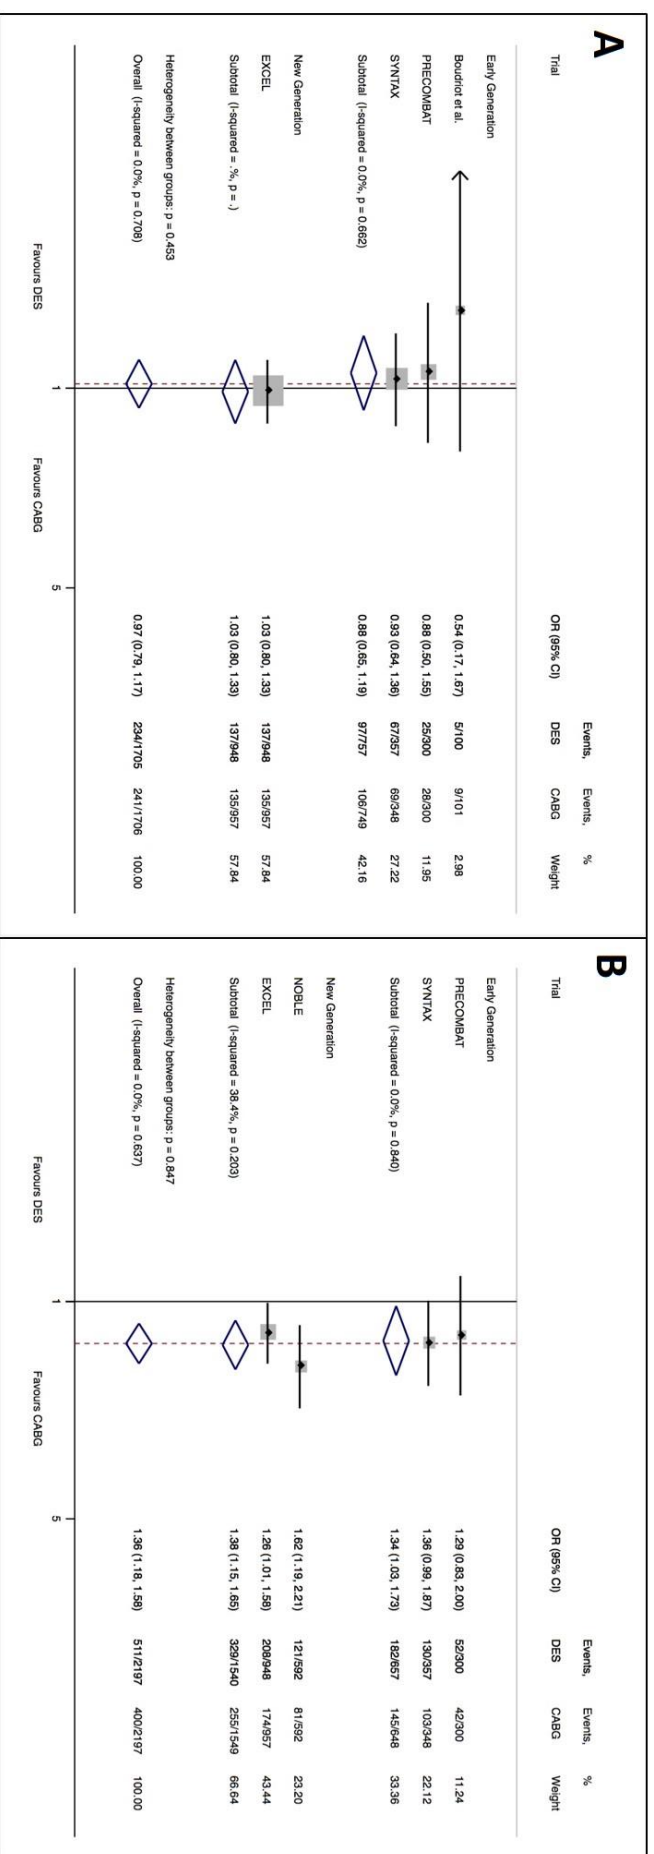 A
Events, Events, %
Trial OR (95% CI) DES CABG Weight
Early Generation
Boudriot et al. 0.54 (0.17, 1.67) 5/100 9/101 2.98
PRECOMBAT 0.88 (0.50, 1.55) 25/300 28/300 11.95
SYNTAX 0.93 (0.64, 1.36) 67/357 69/348 27.22
Subtotal (I-squared = 0.0%, p = 0.662) 0.88 (0.65, 1.19) 97/757 106/749 42.16
New Generation
EXCEL 1.03 (0.80, 1.33) 137/948 135/957 57.84
Subtotal (I-squared = .%, p = .) 1.03 (0.80, 1.33) 137/948 135/957 57.84
Heterogeneity between groups: p = 0.453
Overall (I-squared = 0.0%, p = 0.708) 0.97 (0.79, 1.17) 234/1705 241/1706 100.00
1 5
Favours DES Favours CABG
B
Events, Events, %
Trial OR (95% CI) DES CABG Weight
Early Generation
PRECOMBAT 1.29 (0.83, 2.00) 52/300 42/300 11.24
SYNTAX 1.36 (0.99, 1.87) 130/357 103/348 22.12
Subtotal (I-squared = 0.0%, p = 0.840) 1.34 (1.03, 1.73) 182/657 145/648 33.36
New Generation
NOBLE 1.62 (1.19, 2.21) 121/592 81/592 23.20
EXCEL 1.26 (1.01, 1.58) 208/948 174/957 43.44
Subtotal (I-squared = 38.4%, p = 0.203) 1.38 (1.15, 1.65) 329/1540 255/1549 66.64
Heterogeneity between groups: p = 0.847
Overall (I-squared = 0.0%, p = 0.637) 1.36 (1.18, 1.58) 511/2197 400/2197 100.00
1 5
Favours DES Favours CABG